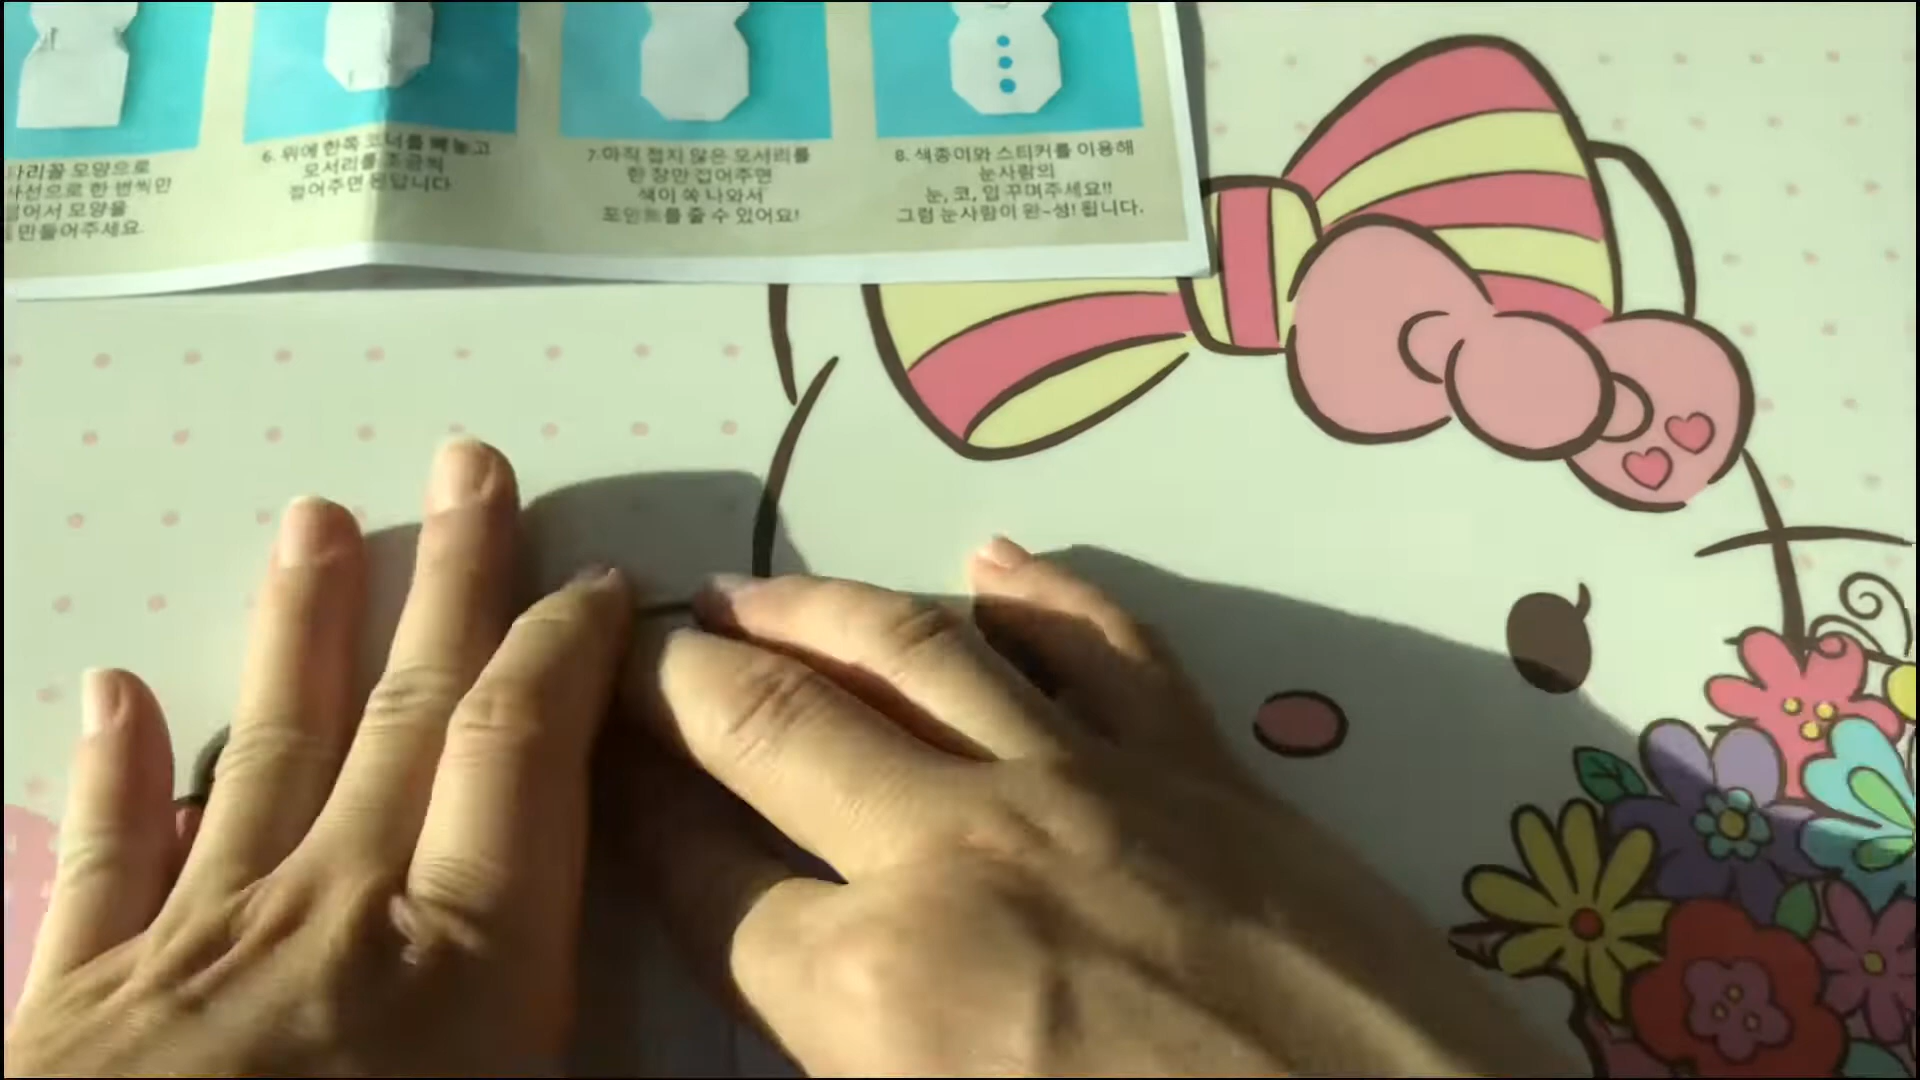 사선으로 한 번씩만
모양을
만들어주세요.
6. 위에 한쪽 코너를 빼놓고
모서리를 조금씩
접어주면 된답니다
7.아직 접지 않은 모서리를
한 장만 접어주면
색이 쏙 나와서
포인트를 줄 수 있어요!
8. 색종이와 스티커를 이용해
눈사람의
눈, 코, 입 꾸며주세요!!
그럼 눈사람이 완~성! 됩니다.